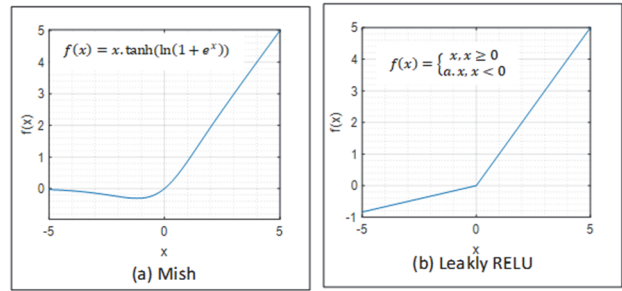 5
f(x) = x.tanh(ln(1 + e^x))
4
3
f(x)
2
1
0
-5
0
5
x
(a) Mish
5
f(x) = { x, x ≥ 0
a. x, x < 0
4
3
f(x)
2
1
0
-1
-5
0
5
x
(b) Leakly RELU